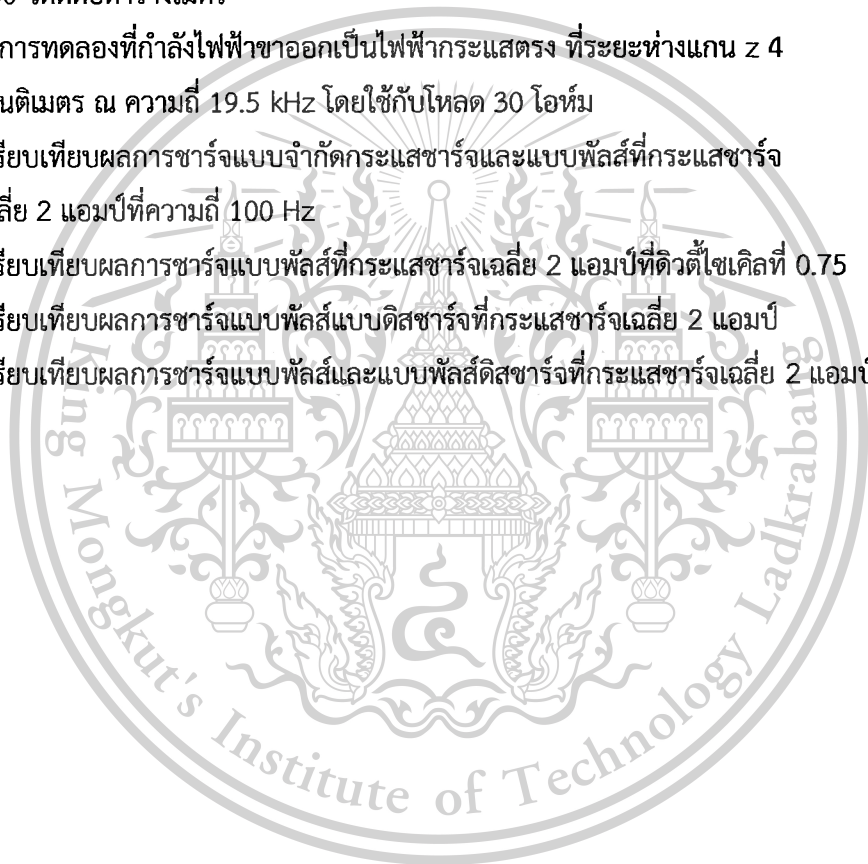 การทดลองที่กำลังไฟฟ้าขาออกเป็นไฟฟ้ากระแสตรง ที่ระยะห่างแกน z 4
นติเมตร ณ ความถี่ 19.5 kHz โดยใช้กับโหลด 30 โอห์ม
รียบเทียบผลการชาร์จแบบจำกัดกระแสชาร์จและแบบพัลส์ที่กระแสชาร์จ
ลี่ย 2 แอมป์ที่ความถี่ 100 Hz
รียบเทียบผลการชาร์จแบบพัลส์ที่กระแสชาร์จเฉลี่ย 2 แอมป์ที่ดิวตี้ไซเคิลที่ 0.75
รียบเทียบผลการชาร์จแบบพัลส์แบบดิสชาร์จที่กระแสชาร์จเฉลี่ย 2 แอมป์
รียบเทียบผลการชาร์จแบบพัลส์และแบบพัลส์ดิสชาร์จที่กระแสชาร์จเฉลี่ย 2 แอมป์
King Mongkut's Institute of Technology Ladkrabang